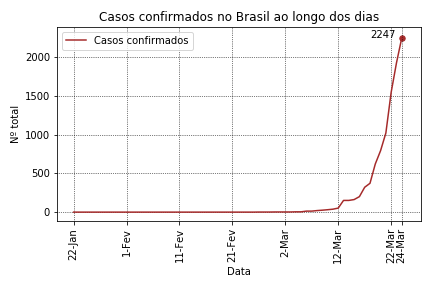 Casos confirmados no Brasil ao longo dos dias
Casos confirmados
2247
Nº total
2000
1500
1000
500
0
22-Jan
1-Fev
11-Fev
21-Fev
2-Mar
12-Mar
22-Mar
24-Mar
Data